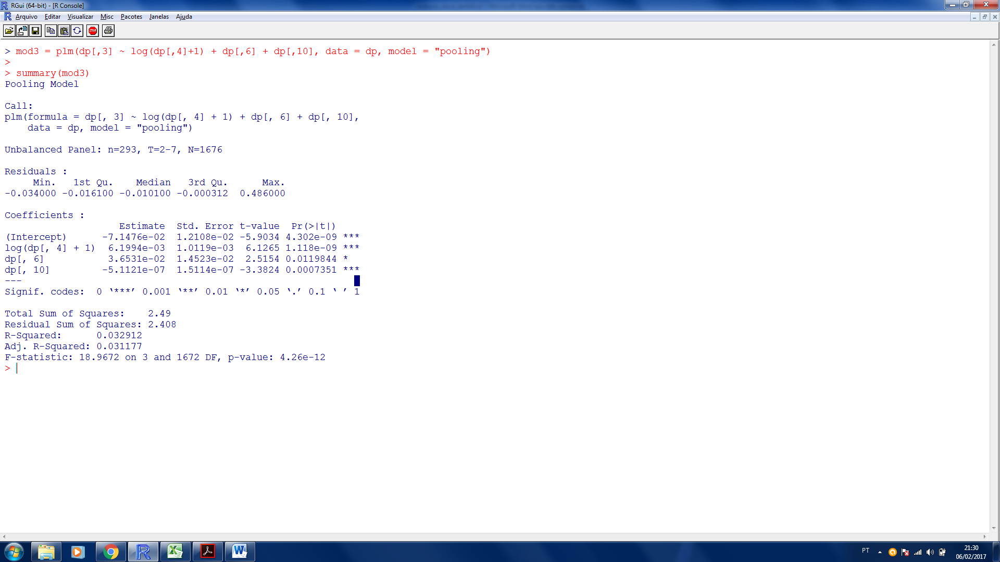 RGui (64-bit) - [R Console]
Arquivo Editar Visualizar Misc Pacotes Janelas Ajuda
STOP
> mod3 = plm(dp[,3] ~ log(dp[,4]+1) + dp[,6] + dp[,10], data = dp, model = "pooling")
>
> summary(mod3)
Pooling Model
Call:
plm(formula = dp[, 3] ~ log(dp[, 4] + 1) + dp[, 6] + dp[, 10],
    data = dp, model = "pooling")
Unbalanced Panel: n=293, T=2-7, N=1676
Residuals :
     Min.   1st Qu.    Median   3rd Qu.      Max.
-0.034000 -0.016100 -0.010100 -0.000312  0.486000
Coefficients :
                    Estimate  Std. Error t-value  Pr(>|t|)
(Intercept)      -7.1476e-02  1.2108e-02 -5.9034 4.302e-09 ***
log(dp[, 4] + 1)  6.1994e-03  1.0119e-03  6.1265 1.118e-09 ***
dp[, 6]           3.6531e-02  1.4523e-02  2.5154 0.0119844 *
dp[, 10]         -5.1121e-07  1.5114e-07 -3.3824 0.0007351 ***
---
Signif. codes:  0 ‘***’ 0.001 ‘**’ 0.01 ‘*’ 0.05 ‘.’ 0.1 ‘ ’ 1
Total Sum of Squares:    2.49
Residual Sum of Squares: 2.408
R-Squared:      0.032912
Adj. R-Squared: 0.031177
F-statistic: 18.9672 on 3 and 1672 DF, p-value: 4.26e-12
>
PT
21:30
06/02/2017